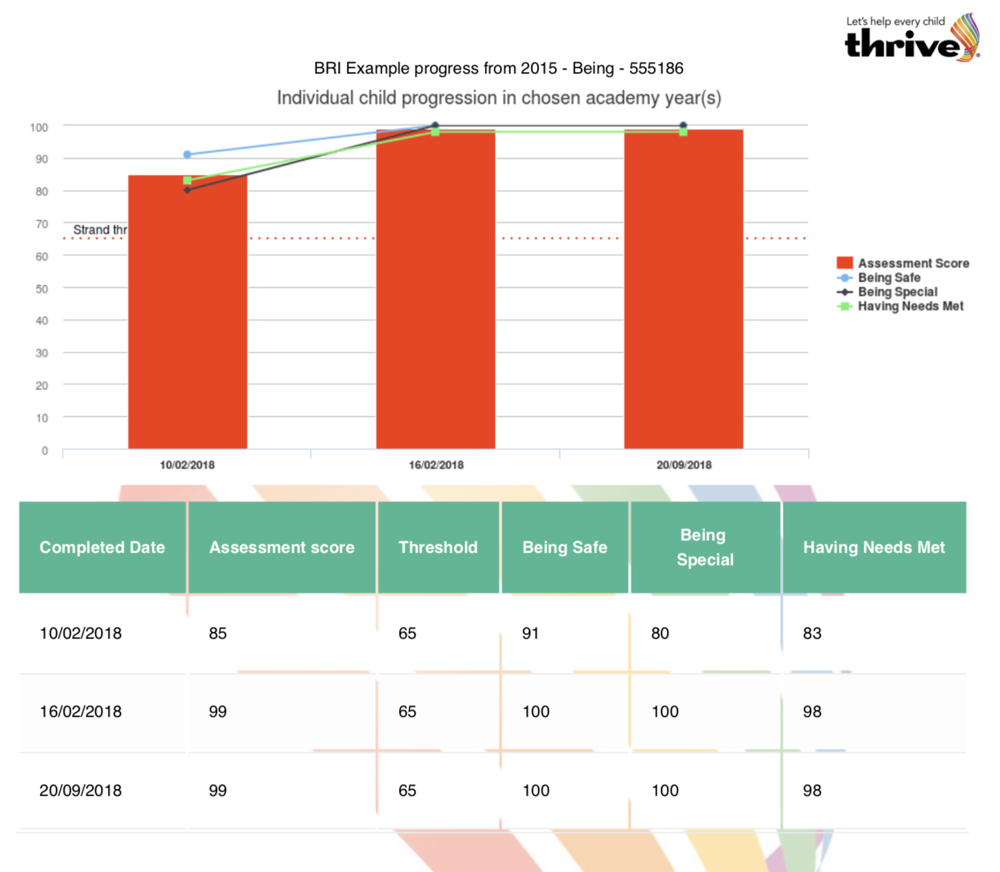 Let's help every child
thrive
BRI Example progress from 2015 - Being - 555186
Individual child progression in chosen academy year(s)
100
90
80
70
60
50
40
30
20
10
0
Strand thr
10/02/2018 16/02/2018 20/09/2018
Assessment Score
Being Safe
Being Special
Having Needs Met
Completed Date Assessment score Threshold Being Safe Being Special Having Needs Met
10/02/2018 85 65 91 80 83
16/02/2018 99 65 100 100 98
20/09/2018 99 65 100 100 98